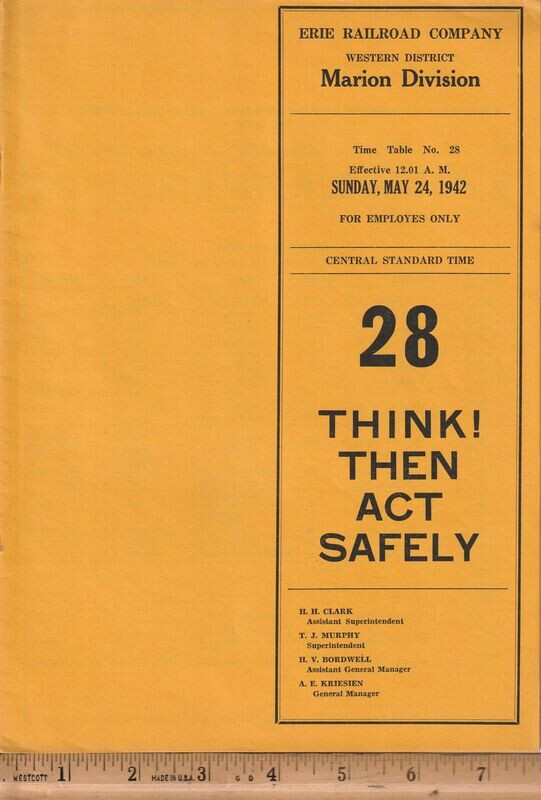 ERIE RAILROAD COMPANY
WESTERN DISTRICT
Marion Division
Time Table No. 28
Effective 12.01 A. M.
SUNDAY, MAY 24, 1942
FOR EMPLOYES ONLY
CENTRAL STANDARD TIME
28
THINK!
THEN
ACT
SAFELY
H. H. CLARK
Assistant Superintendent
T. J. MURPHY
Superintendent
H. V. BORDWELL
Assistant General Manager
A. E. KRIESIEN
General Manager
WESTCOTT 1 2 MADE IN U.S.A. 3 G D 4 5 6 7